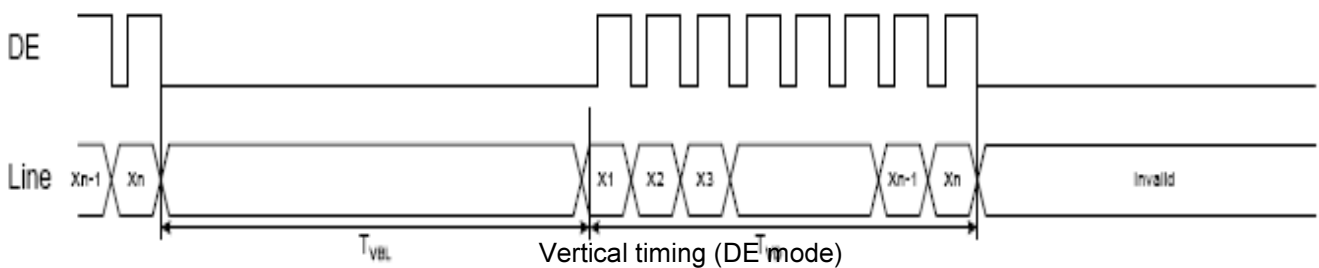 DE
Line Xn-1 Xn X1 X2 X3 Xn-1 Xn Invalid
TVBL
Vertical timing (DE mode)